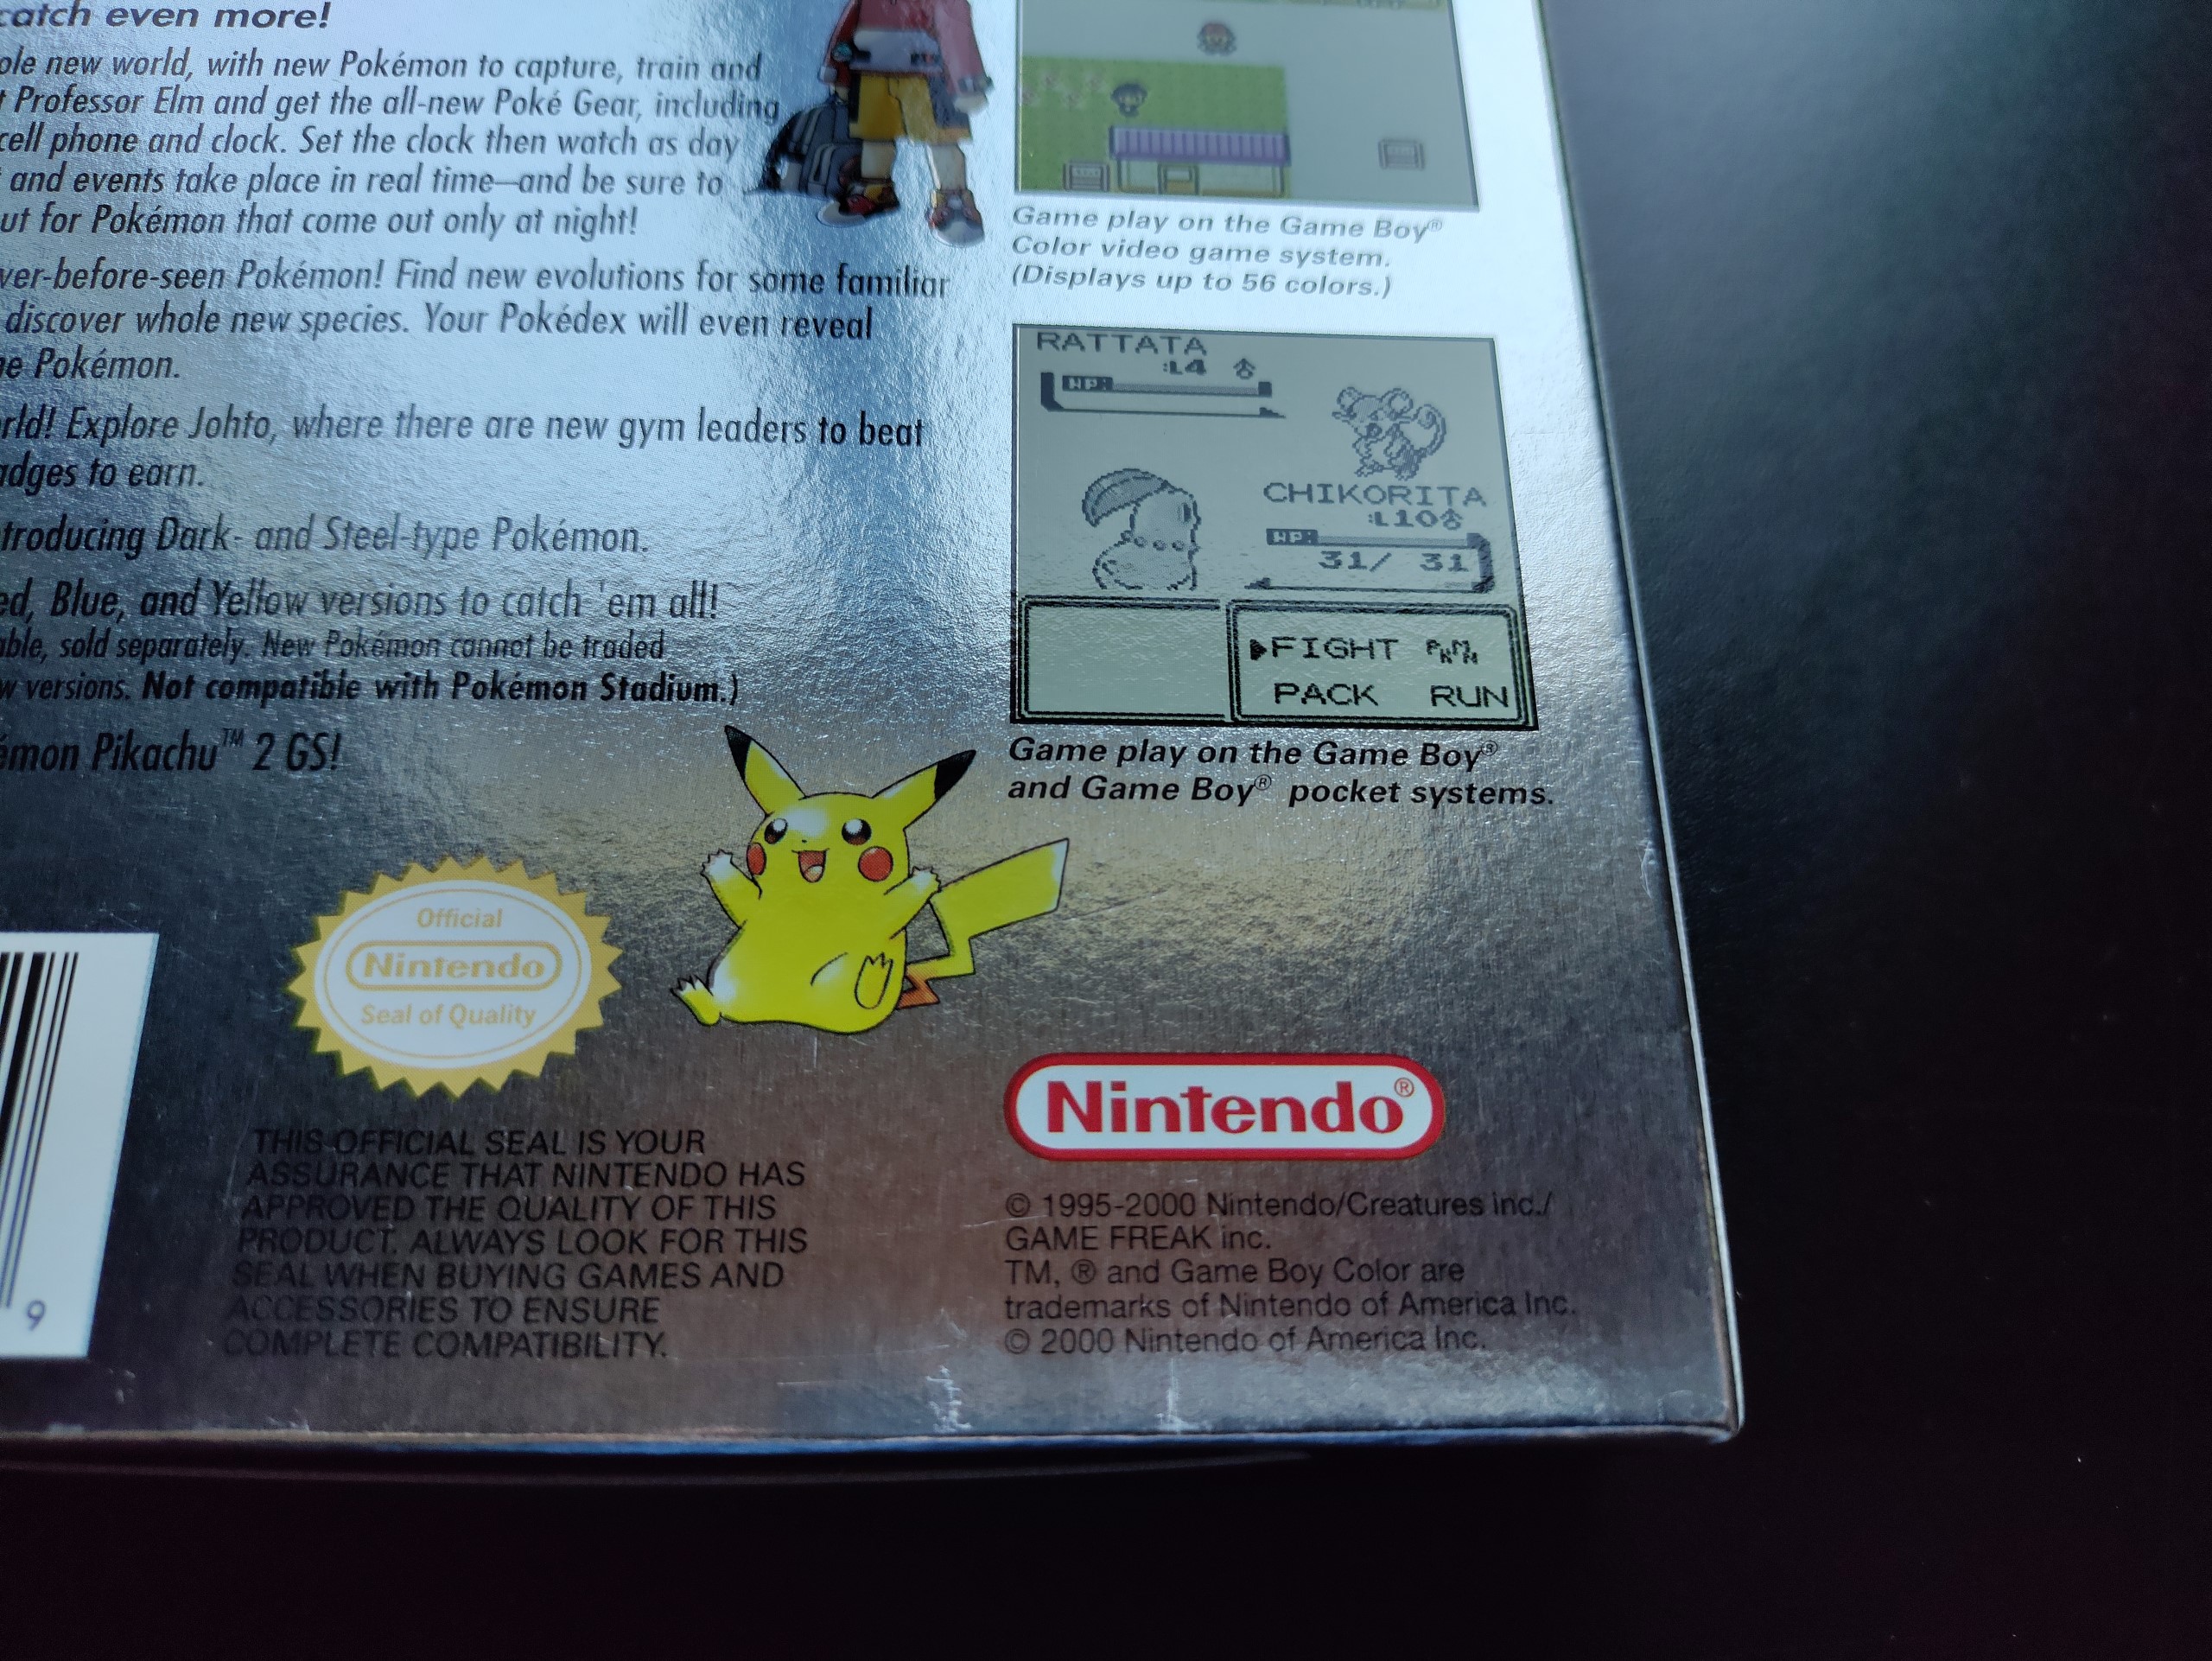 catch even more!
new world, with new Pokémon to capture, train and
Professor Elm and get the all-new Poké Gear, including
cell phone and clock. Set the clock then watch as day
and events take place in real time—and be sure to
for Pokémon that come out only at night!
ver-before-seen Pokémon! Find new evolutions for some familiar
discover whole new species. Your Pokédex will even reveal
Pokémon.
rld! Explore Johto, where there are new gym leaders to beat
adges to earn.
troducing Dark- and Steel-type Pokémon.
ed, Blue, and Yellow versions to catch 'em all!
able, sold separately. New Pokémon cannot be traded
w versions. Not compatible with Pokémon Stadium.)
émon Pikachu™ 2 GS!
Game play on the Game Boy®
Color video game system.
(Displays up to 56 colors.)
RATTATA
:L4 ♂
HP:
CHIKORITA
:L10♂
HP:
31/ 31
▶FIGHT PKMN
PACK RUN
Game play on the Game Boy®
and Game Boy® pocket systems.
Official
Nintendo
Seal of Quality
THIS OFFICIAL SEAL IS YOUR
ASSURANCE THAT NINTENDO HAS
APPROVED THE QUALITY OF THIS
PRODUCT. ALWAYS LOOK FOR THIS
SEAL WHEN BUYING GAMES AND
ACCESSORIES TO ENSURE
COMPLETE COMPATIBILITY.
9
Nintendo®
© 1995-2000 Nintendo/Creatures inc./
GAME FREAK inc.
TM, ® and Game Boy Color are
trademarks of Nintendo of America Inc.
© 2000 Nintendo of America Inc.